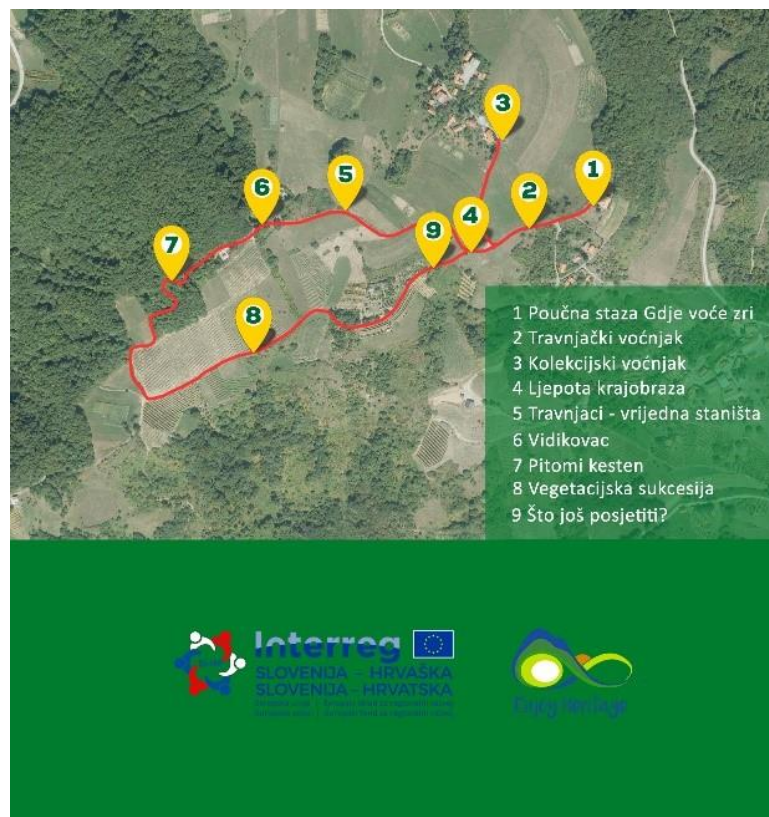 3
1
5
2
6
4
9
7
8
1 Poučna staza Gdje voće zri
2 Travnjački voćnjak
3 Kolekcijski voćnjak
4 Ljepota krajobraza
5 Travnjaci - vrijedna staništa
6 Vidikovac
7 Pitomi kesten
8 Vegetacijska sukcesija
9 Što još posjetiti?
Interreg
SLOVENIJA - HRVAŠKA
SLOVENIJA - HRVATSKA
Enjoy Heritage